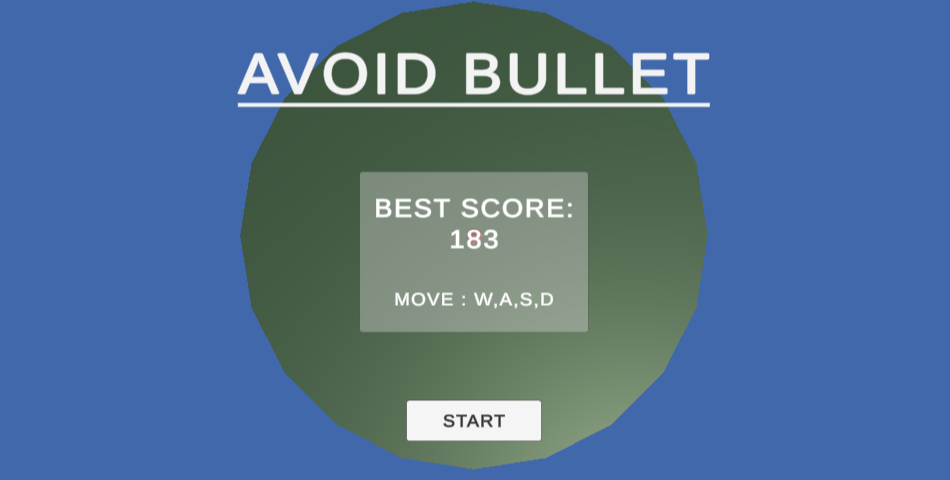 AVOID BULLET
BEST SCORE:
183
MOVE : W,A,S,D
START